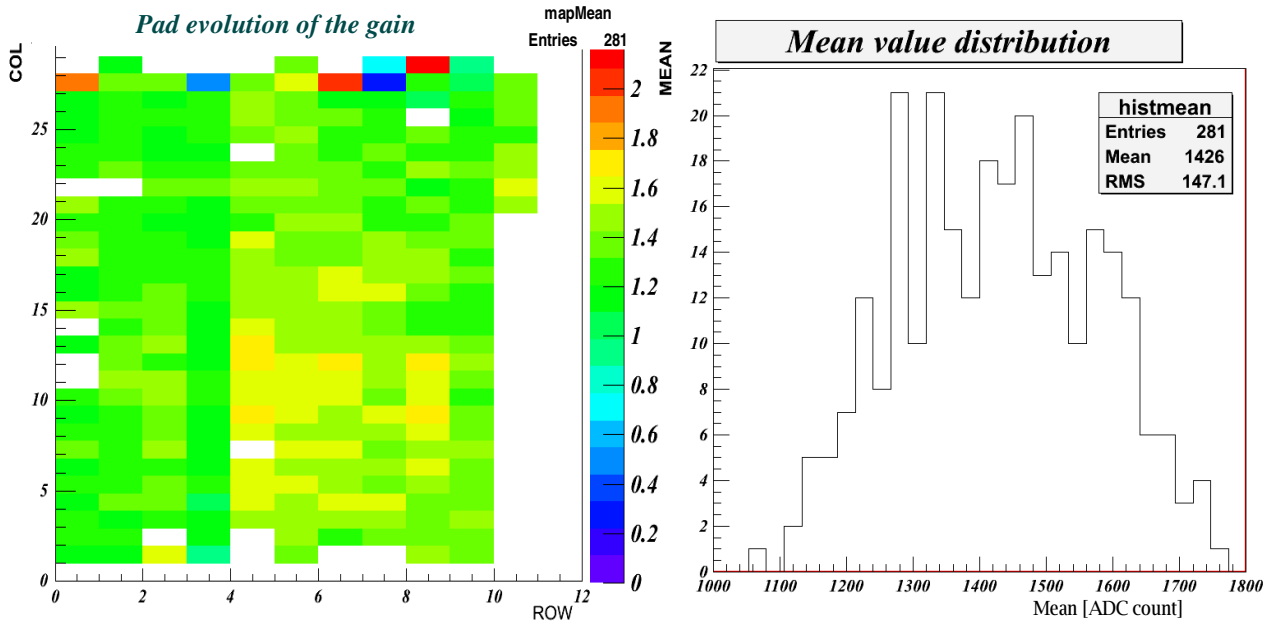 Pad evolution of the gain
mapMean
Entries 281
COL
MEAN
25
20
15
10
5
0
0 2 4 6 8 10 12
ROW
2
1.8
1.6
1.4
1.2
1
0.8
0.6
0.4
0.2
0
Mean value distribution
histmean
Entries 281
Mean 1426
RMS 147.1
22
20
18
16
14
12
10
8
6
4
2
0
1000 1100 1200 1300 1400 1500 1600 1700 1800
Mean [ADC count]